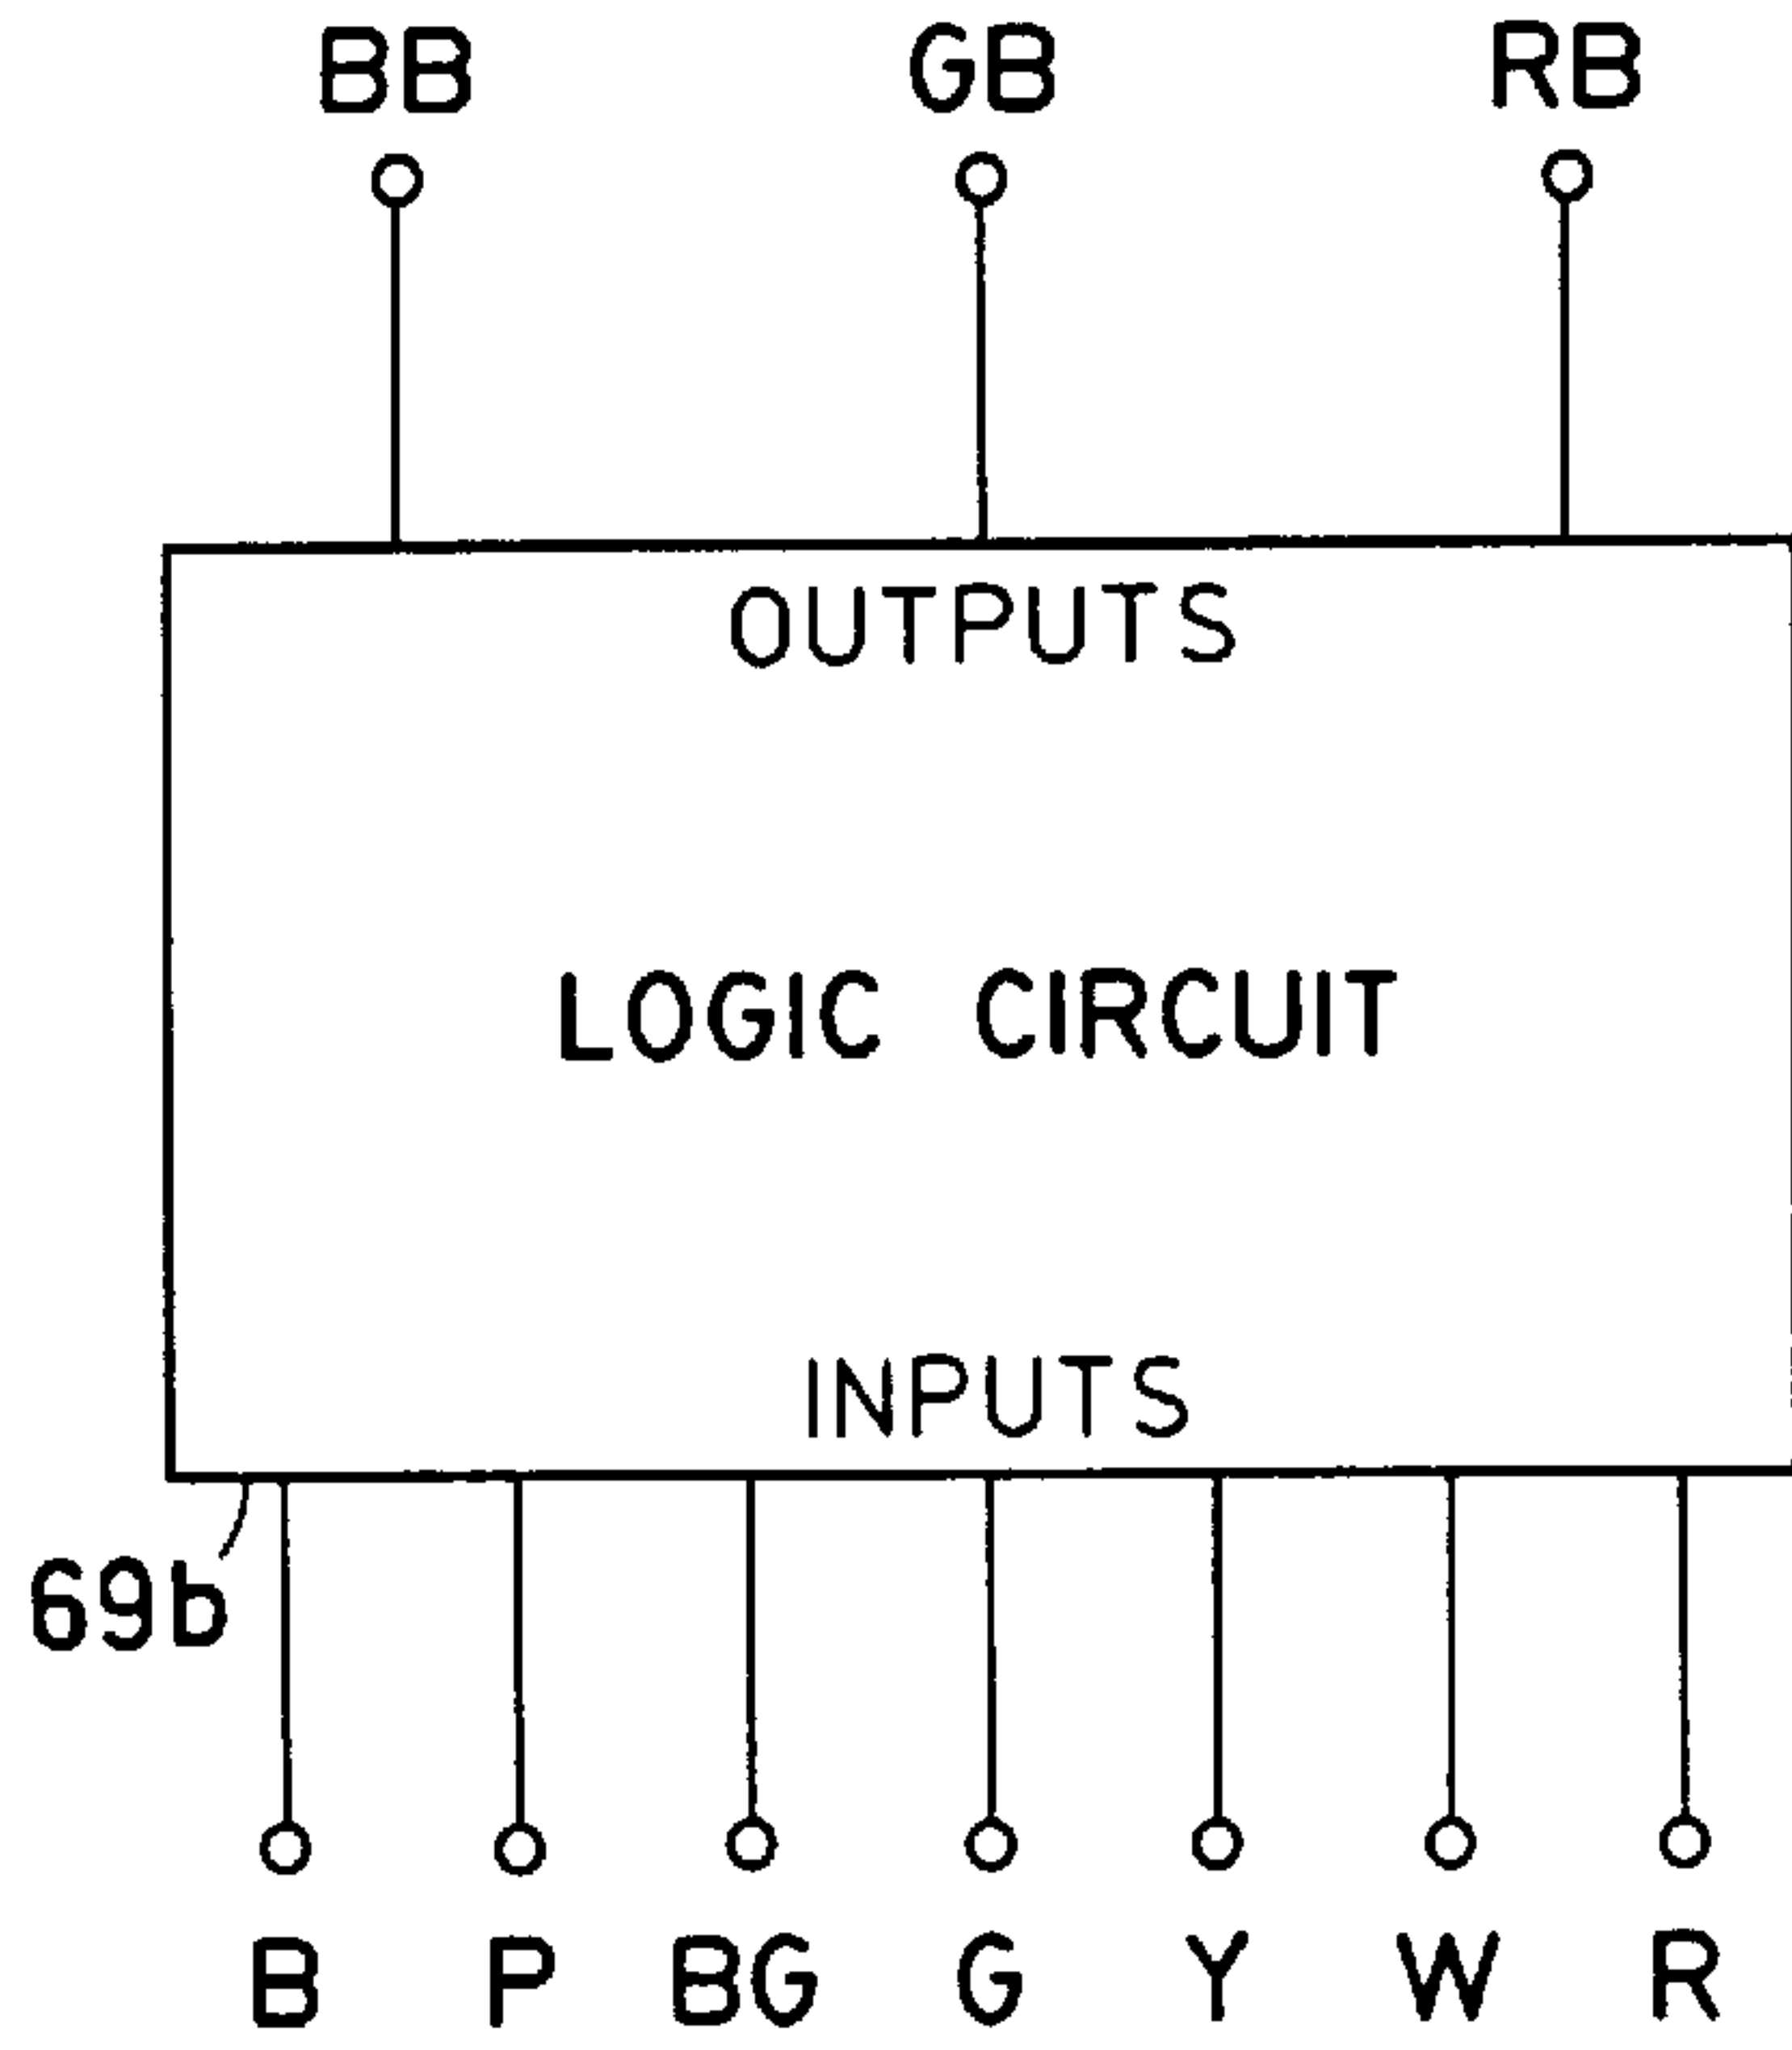 BB GB RB
OUTPUTS
LOGIC CIRCUIT
INPUTS
69b
B P BG G Y W R